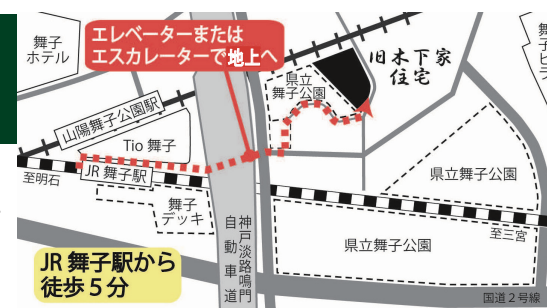 舞子
ホテル
エレベーターまたは
エスカレーターで地上へ
旧木下家
住宅
県立
舞子公園
舞子ビラ
山陽舞子公園駅
Tio 舞子
JR 舞子駅
至明石
舞子
デッキ
県立舞子公園
至三宮
県立舞子公園
神戸淡路鳴門
自動車道
JR 舞子駅から
徒歩5分
国道2号線